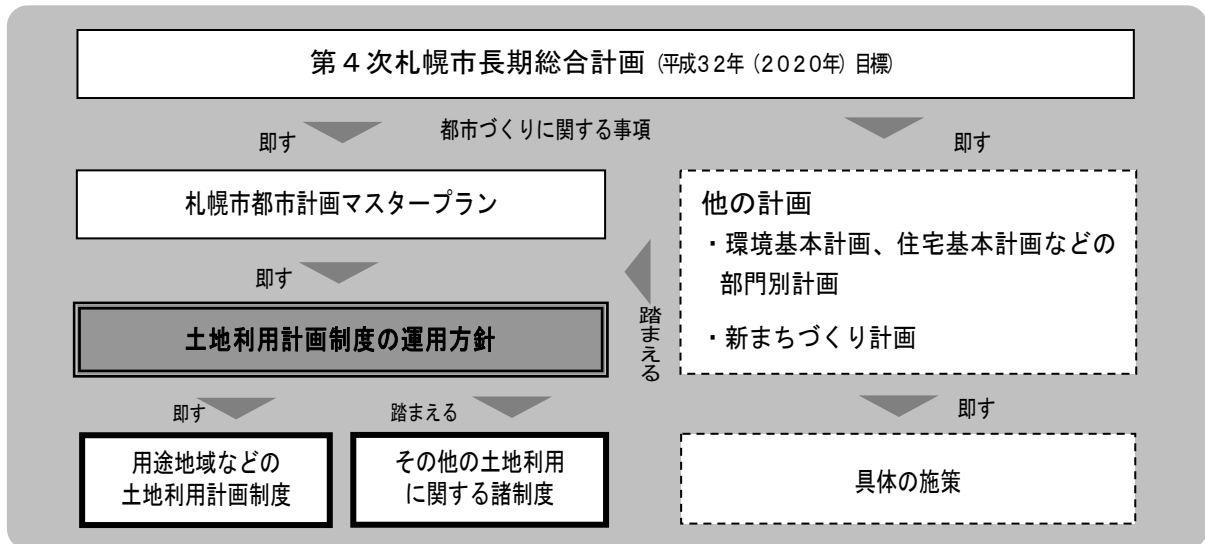 第４次札幌市長期総合計画 (平成３２年（２０２０年）目標)
即す
都市づくりに関する事項
即す
札幌市都市計画マスタープラン
他の計画
・環境基本計画、住宅基本計画などの
部門別計画
・新まちづくり計画
即す
踏まえる
土地利用計画制度の運用方針
即す
踏まえる
即す
用途地域などの
土地利用計画制度
その他の土地利用
に関する諸制度
具体の施策